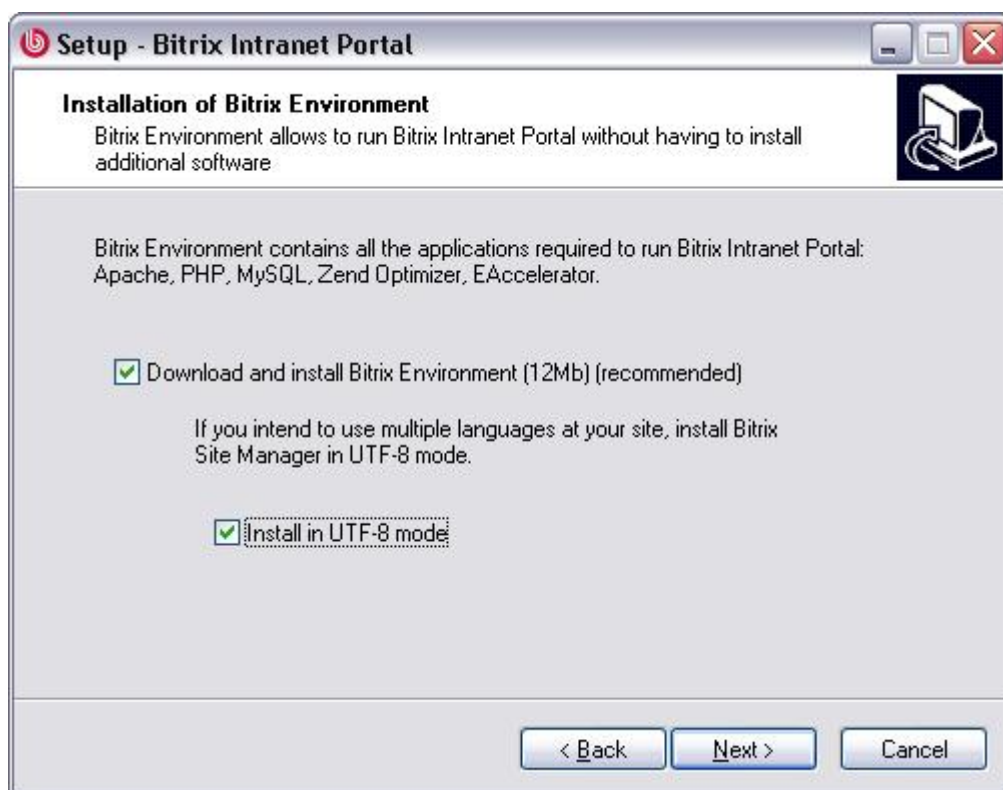 Setup - Bitrix Intranet Portal
Installation of Bitrix Environment
Bitrix Environment allows to run Bitrix Intranet Portal without having to install
additional software
Bitrix Environment contains all the applications required to run Bitrix Intranet Portal:
Apache, PHP, MySQL, Zend Optimizer, EAccelerator.
Download and install Bitrix Environment (12Mb) (recommended)
If you intend to use multiple languages at your site, install Bitrix
Site Manager in UTF-8 mode.
Install in UTF-8 mode
< Back Next > Cancel